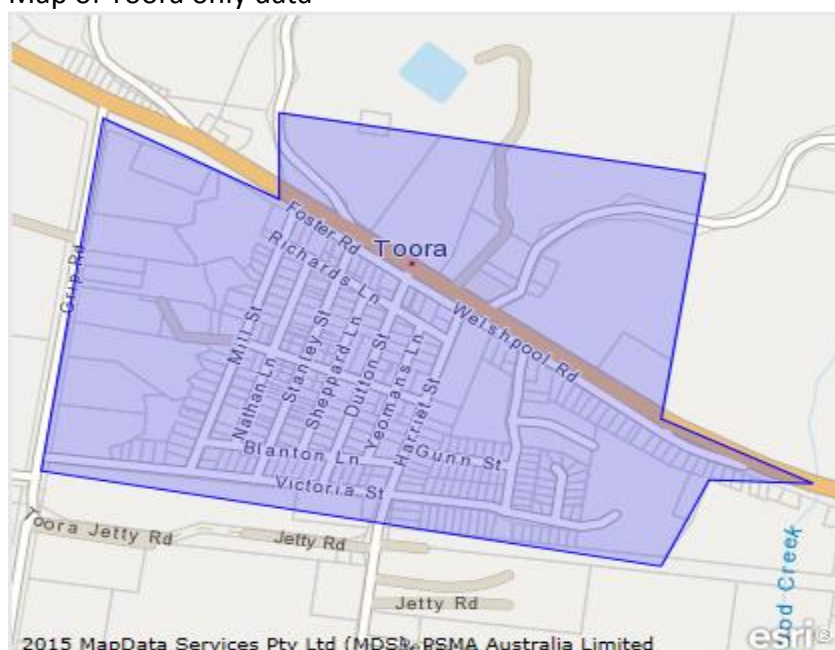 Map of Toora only data
Foster Rd
Richards Ln
Toora
Grip Rd
Welshpool Rd
Mill St
Nathan Ln
Stanley St
Sheppard Ln
Dutton St
Yeomans Ln
Harriet St
Blanton Ln
Gunn St
Victoria St
Toora Jetty Rd
Jetty Rd
Jetty Rd
od Creek
2015 MapData Services Pty Ltd (MDS), PSMA Australia Limited
esri